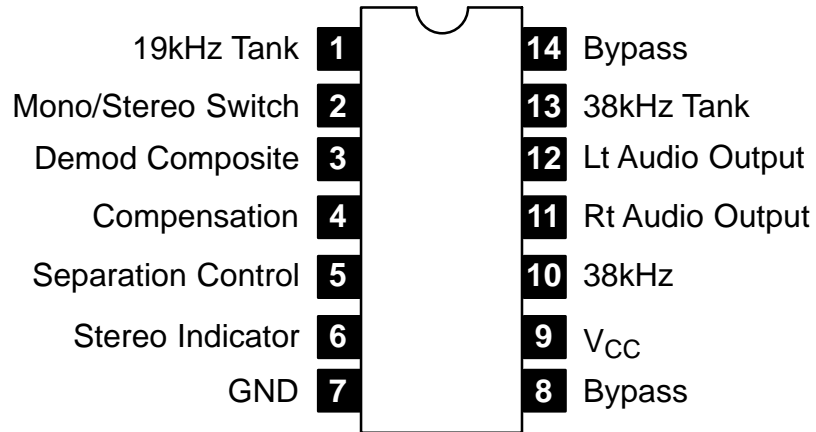 19kHz Tank 1 14 Bypass
Mono/Stereo Switch 2 13 38kHz Tank
Demod Composite 3 12 Lt Audio Output
Compensation 4 11 Rt Audio Output
Separation Control 5 10 38kHz
Stereo Indicator 6 9 VCC
GND 7 8 Bypass